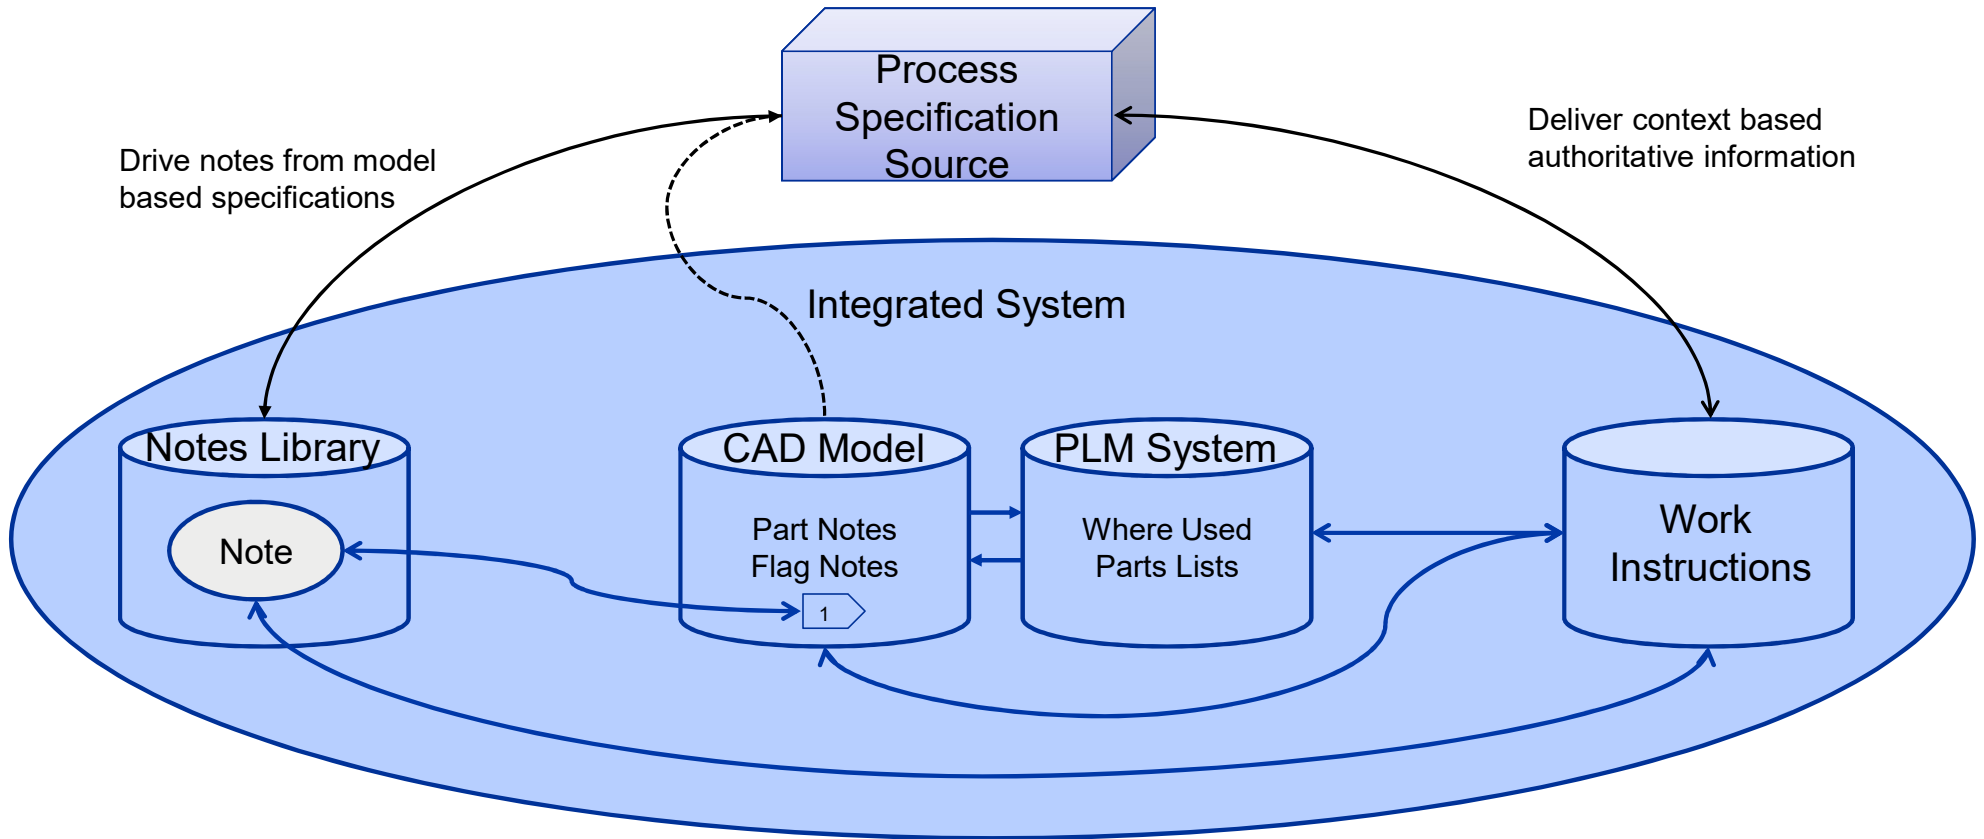 Process
Specification
Source
Drive notes from model
based specifications
Deliver context based
authoritative information
Integrated System
Notes Library
Note
CAD Model
Part Notes
Flag Notes
1
PLM System
Where Used
Parts Lists
Work
Instructions